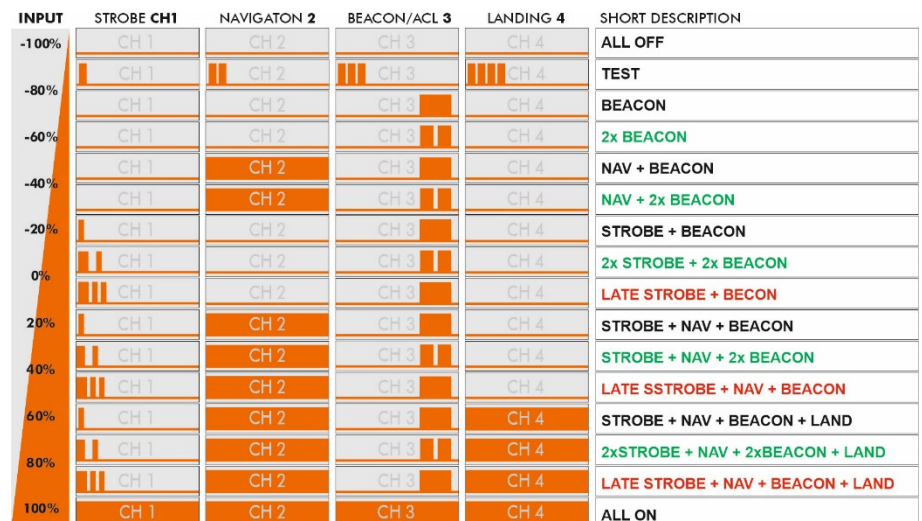 INPUT STROBE CH1 NAVIGATON 2 BEACON/ACL 3 LANDING 4 SHORT DESCRIPTION
-100% CH 1 CH 2 CH 3 CH 4 ALL OFF
CH 1 CH 2 CH 3 CH 4 TEST
-80%
CH 1 CH 2 CH 3 CH 4 BEACON
-60% CH 1 CH 2 CH 3 CH 4 2x BEACON
CH 1 CH 2 CH 3 CH 4 NAV + BEACON
-40%
CH 1 CH 2 CH 3 CH 4 NAV + 2x BEACON
-20% CH 1 CH 2 CH 3 CH 4 STROBE + BEACON
CH 1 CH 2 CH 3 CH 4 2x STROBE + 2x BEACON
0%
CH 1 CH 2 CH 3 CH 4 LATE STROBE + BECON
20% CH 1 CH 2 CH 3 CH 4 STROBE + NAV + BEACON
CH 1 CH 2 CH 3 CH 4 STROBE + NAV + 2x BEACON
40%
CH 1 CH 2 CH 3 CH 4 LATE SSTROBE + NAV + BEACON
60% CH 1 CH 2 CH 3 CH 4 STROBE + NAV + BEACON + LAND
CH 1 CH 2 CH 3 CH 4 2xSTROBE + NAV + 2xBEACON + LAND
80%
CH 1 CH 2 CH 3 CH 4 LATE STROBE + NAV + BEACON + LAND
100% CH 1 CH 2 CH 3 CH 4 ALL ON